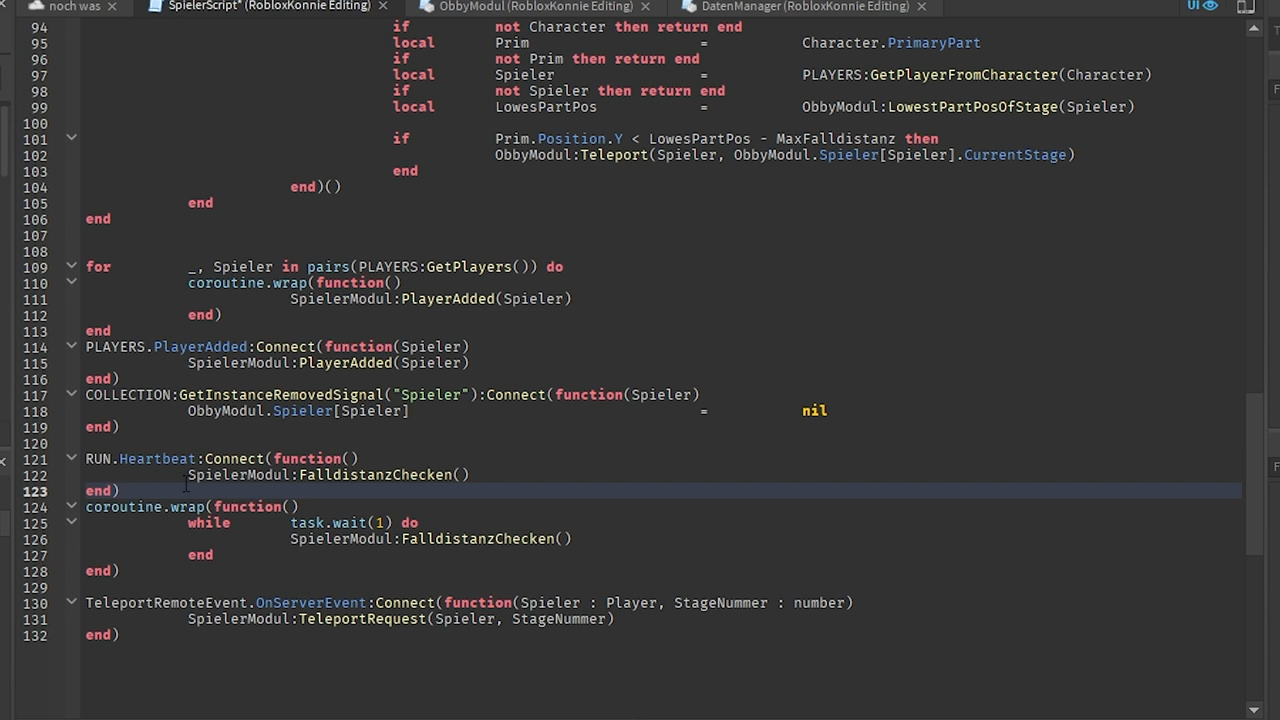 noch was
SpielerScript* (RobloxKonnie Editing)
ObbyModul (RobloxKonnie Editing)
DatenManager (RobloxKonnie Editing)
UI
94 if not Character then return end
95 local Prim = Character.PrimaryPart
96 if not Prim then return end
97 local Spieler = PLAYERS:GetPlayerFromCharacter(Character)
98 if not Spieler then return end
99 local LowesPartPos = ObbyModul:LowestPartPosOfStage(Spieler)
100
101 if Prim.Position.Y < LowesPartPos - MaxFalldistanz then
102 ObbyModul:Teleport(Spieler, ObbyModul.Spieler[Spieler].CurrentStage)
103 end
104 end)()
105 end
106 end
107
108
109 for _, Spieler in pairs(PLAYERS:GetPlayers()) do
110 coroutine.wrap(function()
111 SpielerModul:PlayerAdded(Spieler)
112 end)
113 end
114 PLAYERS.PlayerAdded:Connect(function(Spieler)
115 SpielerModul:PlayerAdded(Spieler)
116 end)
117 COLLECTION:GetInstanceRemovedSignal("Spieler"):Connect(function(Spieler)
118 ObbyModul.Spieler[Spieler] = nil
119 end)
120
121 RUN.Heartbeat:Connect(function()
122 SpielerModul:FalldistanzChecken()
123 end)
124 coroutine.wrap(function()
125 while task.wait(1) do
126 SpielerModul:FalldistanzChecken()
127 end
128 end)
129
130 TeleportRemoteEvent.OnServerEvent:Connect(function(Spieler : Player, StageNummer : number)
131 SpielerModul:TeleportRequest(Spieler, StageNummer)
132 end)